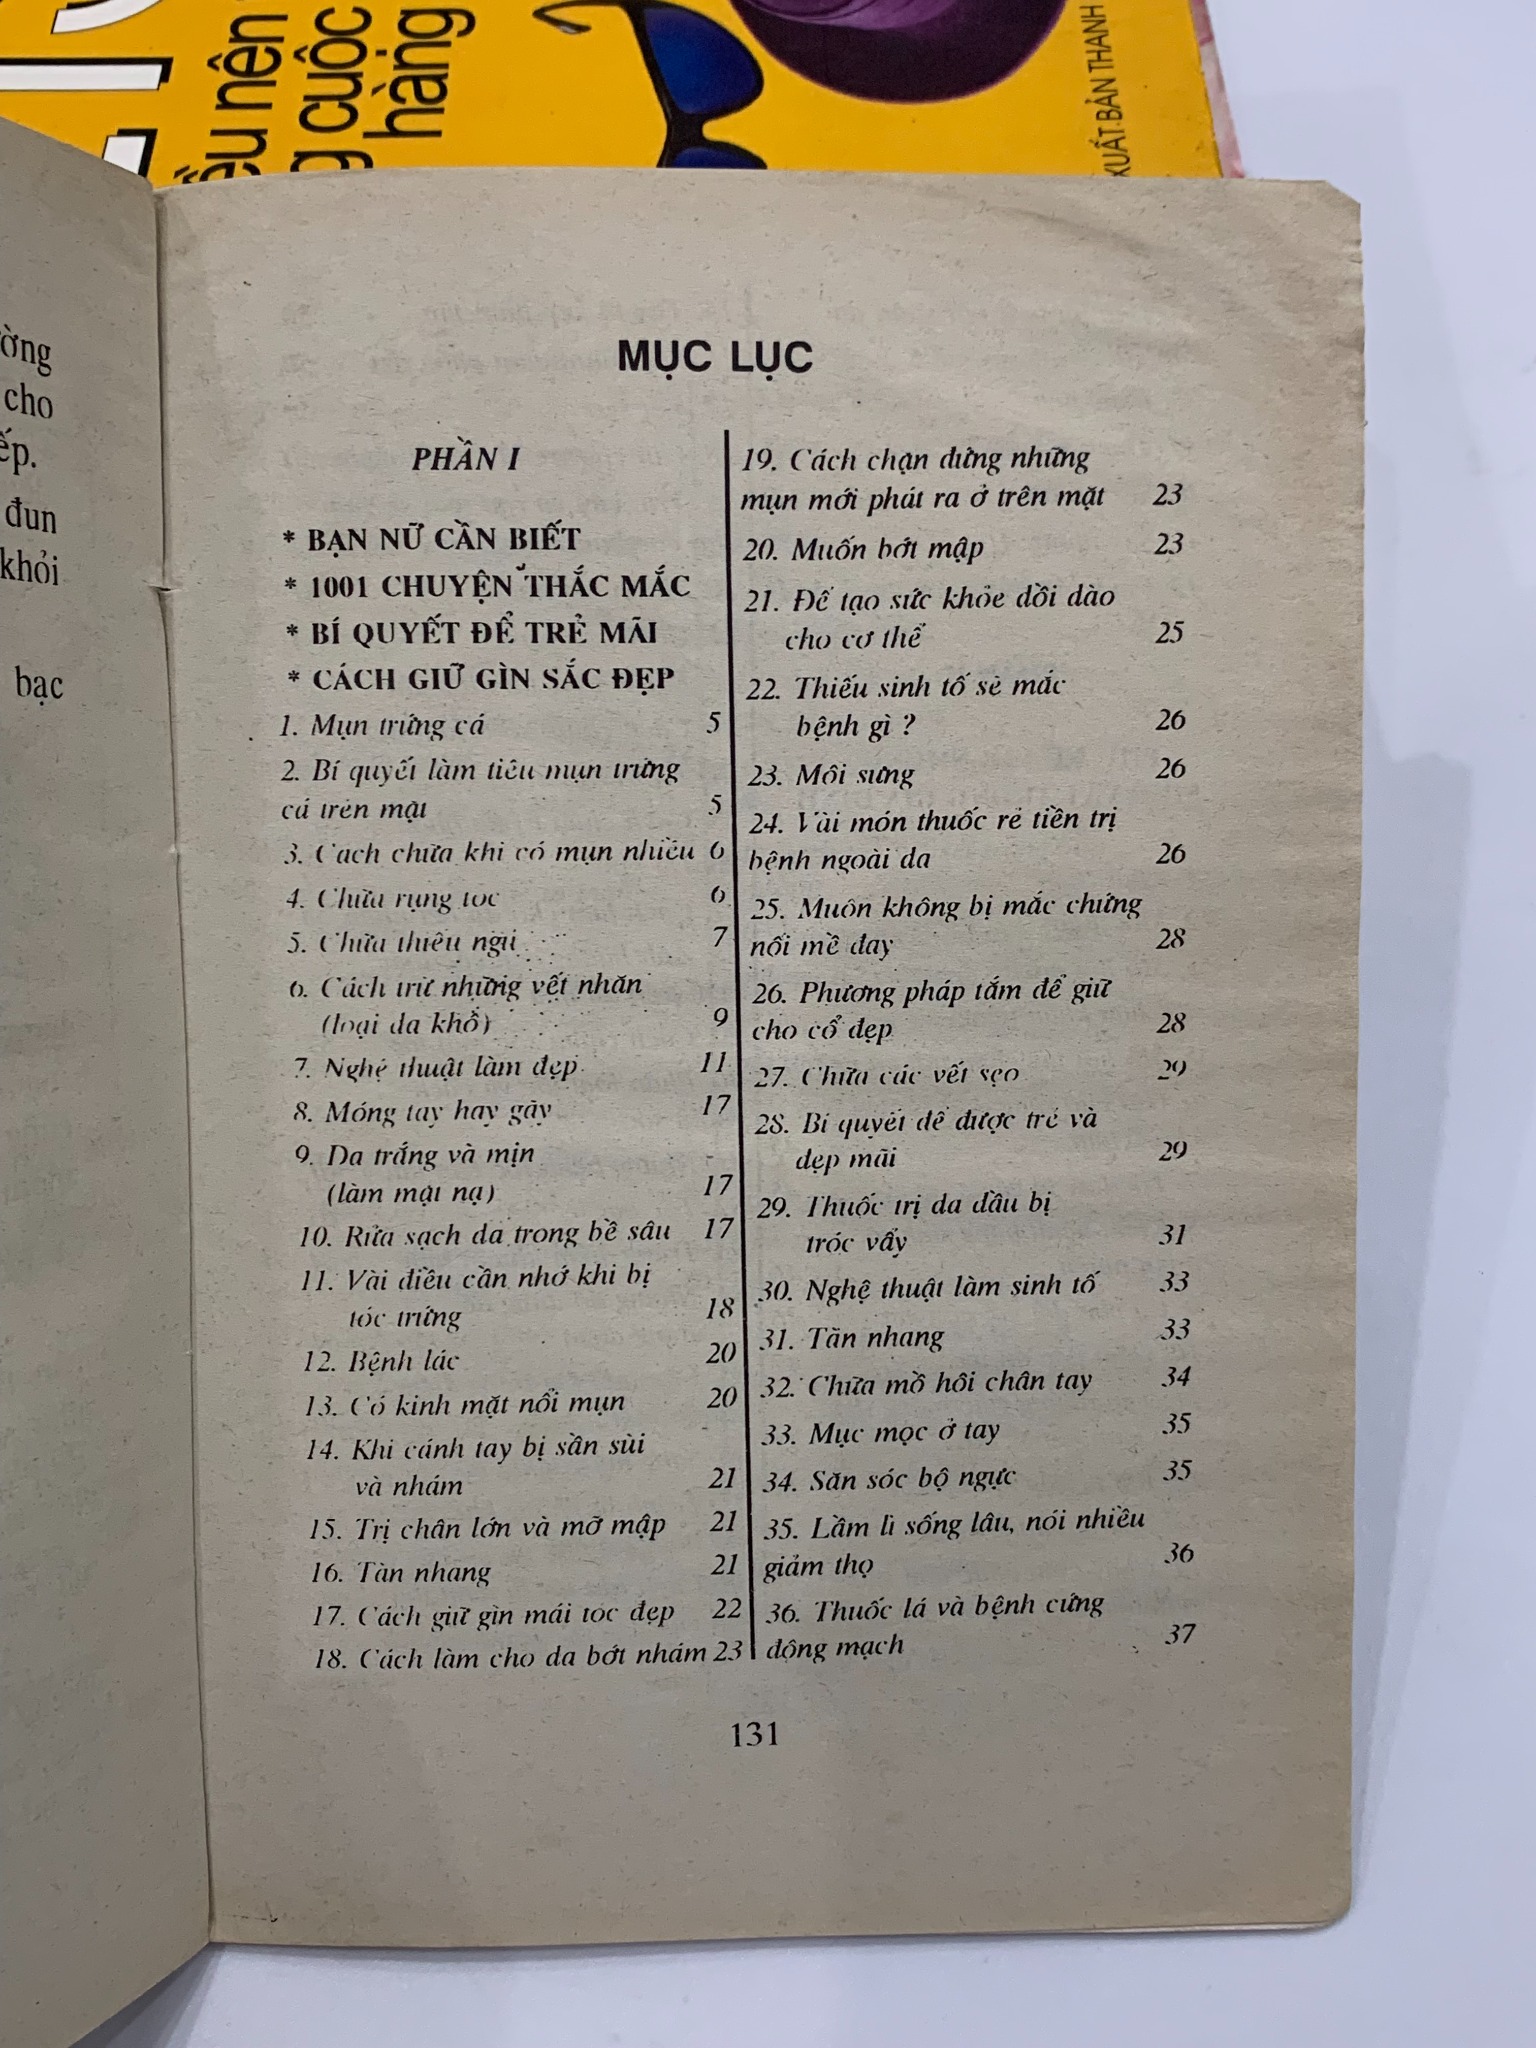 ều nên
g cuộc
hàng
XUẤT BẢN THANH
ờng
cho
ếp.
đun
khỏi
bạc
MỤC LỤC
PHẦN I
* BẠN NỮ CẦN BIẾT
* 1001 CHUYỆN THẮC MẮC
* BÍ QUYẾT ĐỂ TRẺ MÃI
* CÁCH GIỮ GÌN SẮC ĐẸP
1. Mụn trứng cá 5
2. Bí quyết làm tiêu mụn trứng
cá trên mặt 5
3. Cách chữa khi có mụn nhiều 6
4. Chữa rụng tóc 6
5. Chữa thiếu ngủ 7
6. Cách trừ những vết nhăn
(loại da khô) 9
7. Nghệ thuật làm đẹp 11
8. Móng tay hay gãy 17
9. Da trắng và mịn
(làm mặt nạ) 17
10. Rửa sạch da trong bề sâu 17
11. Vài điều cần nhớ khi bị
tóc trứng 18
12. Bệnh lác 20
13. Có kinh mặt nổi mụn 20
14. Khi cánh tay bị sần sùi
và nhám 21
15. Trị chân lớn và mỡ mập 21
16. Tàn nhang 21
17. Cách giữ gìn mái tóc đẹp 22
18. Cách làm cho da bớt nhám 23
19. Cách chặn đứng những
mụn mới phát ra ở trên mặt 23
20. Muốn bớt mập 23
21. Để tạo sức khỏe dồi dào
cho cơ thể 25
22. Thiếu sinh tố sẽ mắc
bệnh gì ? 26
23. Môi sưng 26
24. Vài món thuốc rẻ tiền trị
bệnh ngoài da 26
25. Muốn không bị mắc chứng
nổi mề đay 28
26. Phương pháp tắm để giữ
cho cổ đẹp 28
27. Chữa các vết sẹo 29
28. Bí quyết để được trẻ và
đẹp mãi 29
29. Thuốc trị da đầu bị
tróc vẩy 31
30. Nghệ thuật làm sinh tố 33
31. Tàn nhang 33
32. Chữa mồ hôi chân tay 34
33. Mục mọc ở tay 35
34. Săn sóc bộ ngực 35
35. Lầm lì sống lâu, nói nhiều
giảm thọ 36
36. Thuốc lá và bệnh cứng
động mạch 37
131